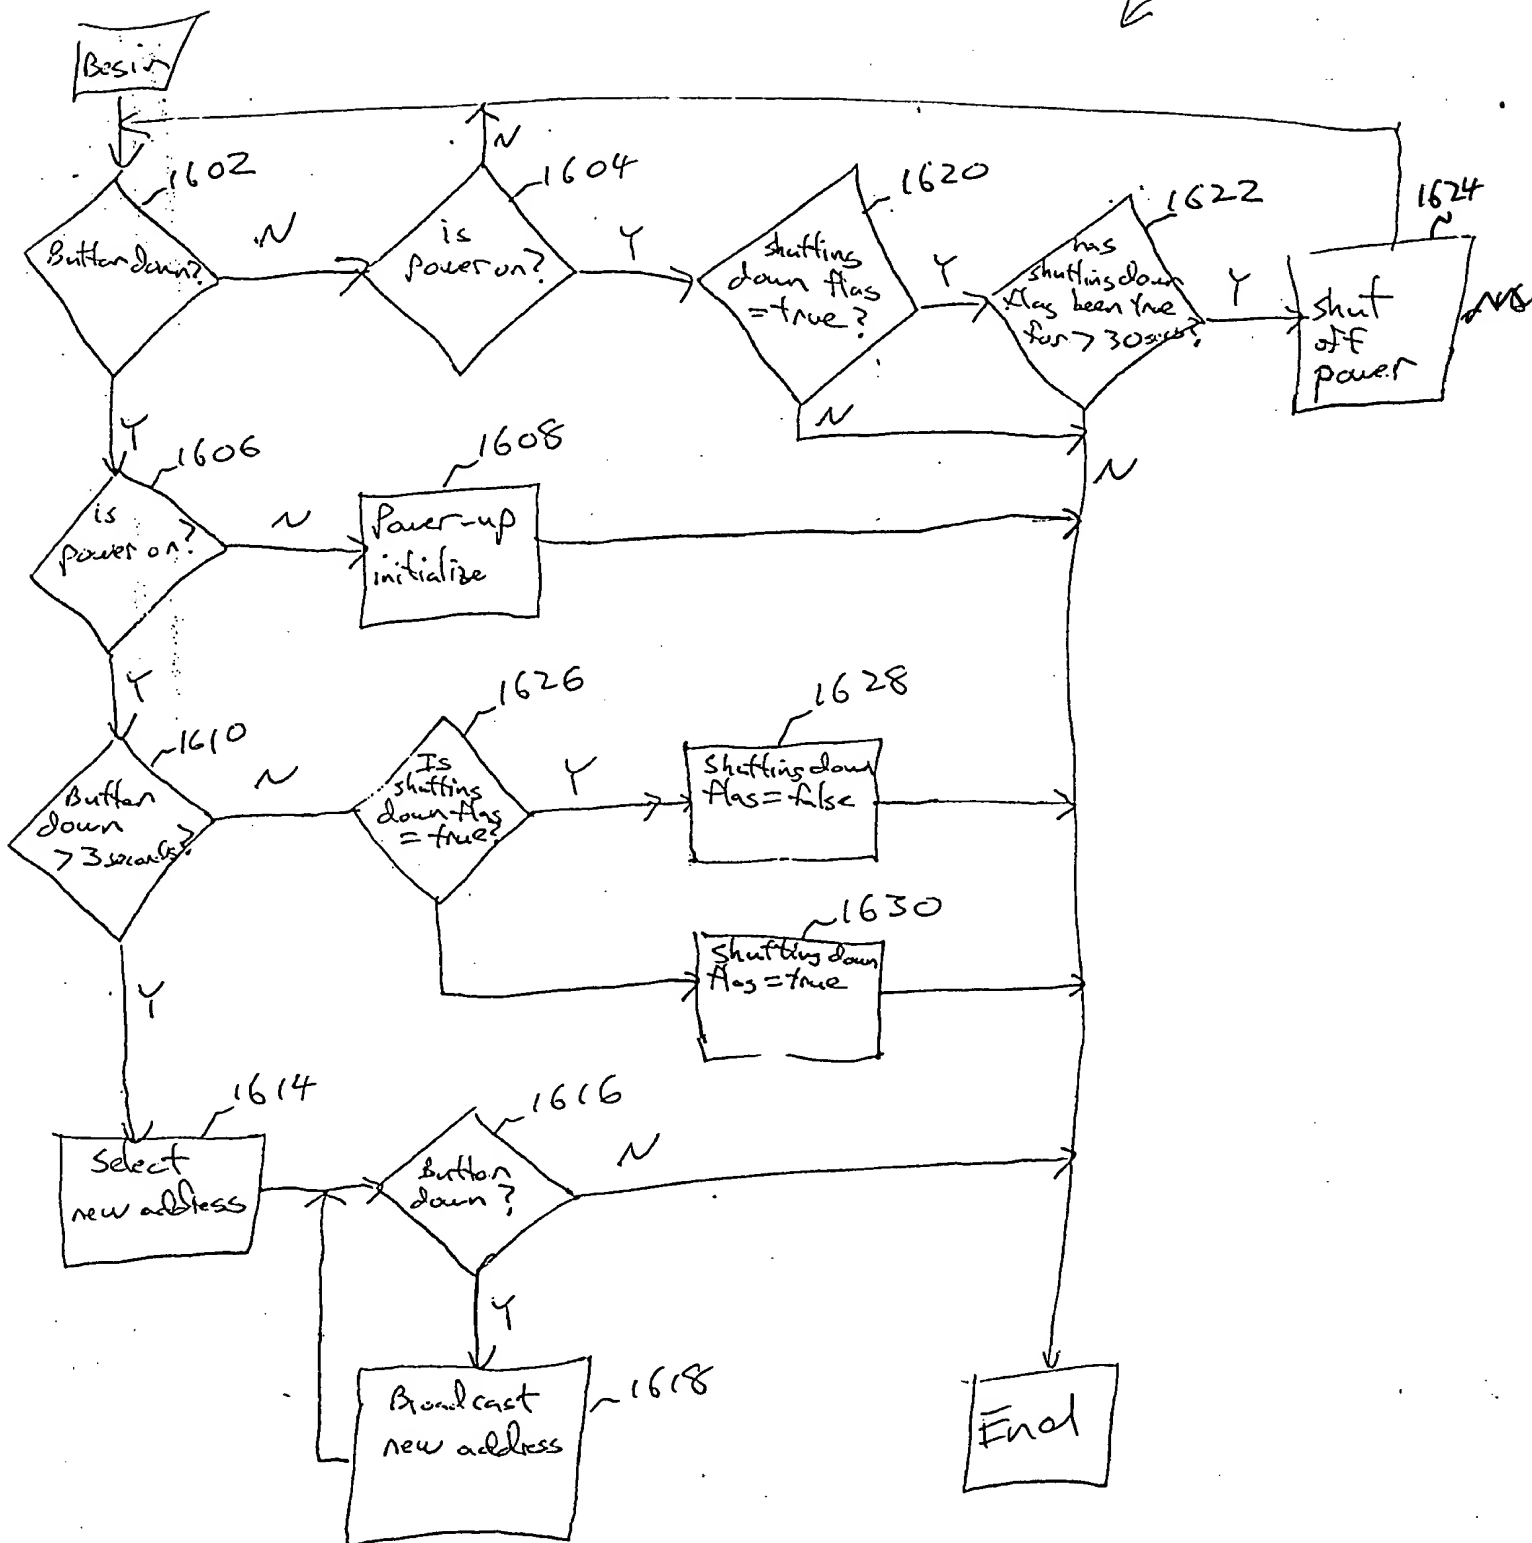 Begin
1602
Button down?
N
1604
is
power on?
N
Y
1620
shutting
down flag
= true?
Y
N
1622
has
shutting down
flag been true
for > 30 secs?
Y
N
1624
shut
off
power
Y
1606
is
power on?
N
1608
Power-up
initialize
Y
1610
Button
down
> 3 seconds?
N
1626
Is
shutting
down flag
= true?
Y
1628
Shutting down
flag = false
1630
Shutting down
flag = true
Y
1614
Select
new address
1616
Button
down?
N
Y
1618
Broadcast
new address
End